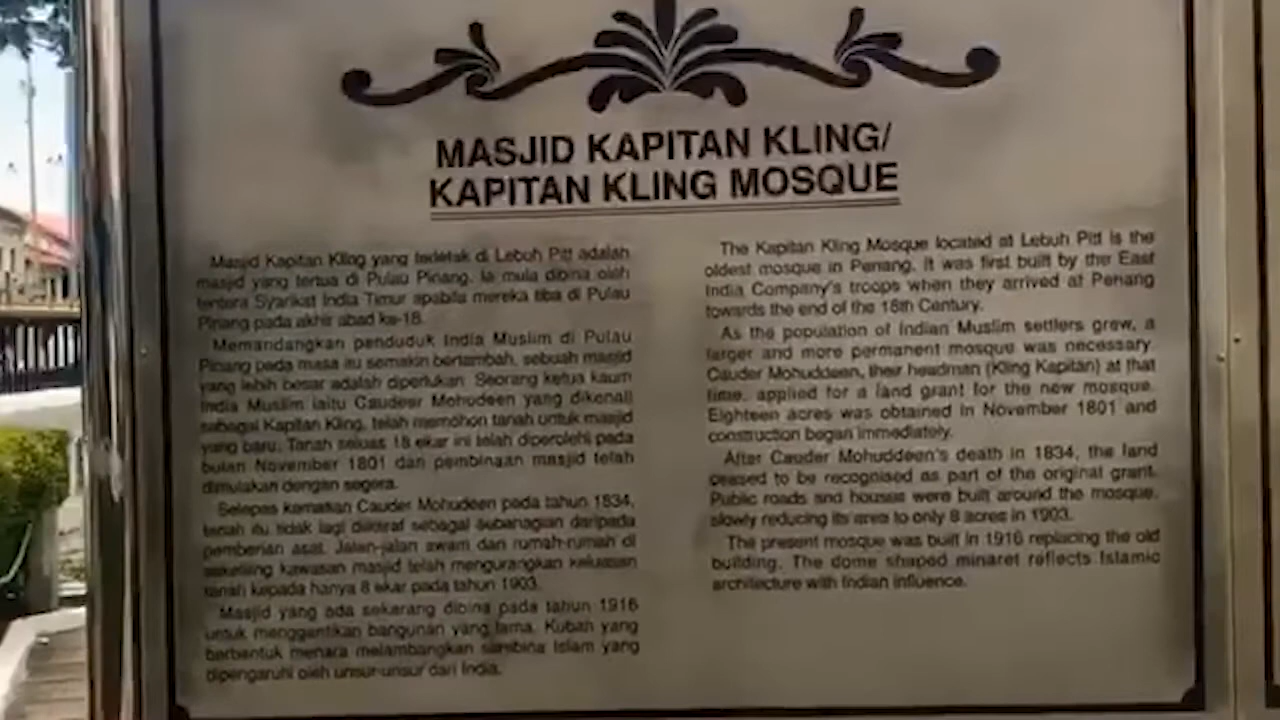 MASJID KAPITAN KLING/
KAPITAN KLING MOSQUE
Masjid Kapitan Kling yang terletak di Lebuh Pitt adalah
masjid yang tertua di Pulau Pinang. Ia mula dibina oleh
tentera Syarikat India Timur apabila mereka tiba di Pulau
Pinang pada akhir abad ke-18.
Memandangkan penduduk India Muslim di Pulau
Pinang pada masa itu semakin bertambah, sebuah masjid
yang lebih besar adalah diperlukan. Seorang ketua kaum
India Muslim iaitu Caudeer Mohudeen yang dikenali
sebagai Kapitan Kling, telah memohon tanah untuk masjid
yang baru. Tanah seluas 18 ekar ini telah diperolehi pada
bulan November 1801 dan pembinaan masjid telah
dimulakan dengan segera.
Selepas kematian Cauder Mohudeen pada tahun 1834,
tanah itu tidak lagi diiktiraf sebagai subahagian daripada
pemberian asal. Jalan-jalan awam dan rumah-rumah di
sekeliling kawasan masjid telah mengurangkan keluasan
tanah kepada hanya 8 ekar pada tahun 1903.
Masjid yang ada sekarang dibina pada tahun 1916
untuk menggantikan bangunan yang lama. Kubah yang
berbentuk menara melambangkan senibina Islam yang
dipengaruhi oleh unsur-unsur dari India.
The Kapitan Kling Mosque located at Lebuh Pitt is the
oldest mosque in Penang. It was first built by the East
India Company's troops when they arrived at Penang
towards the end of the 18th Century.
As the population of Indian Muslim settlers grew, a
larger and more permanent mosque was necessary.
Cauder Mohuddeen, their headman (Kling Kapitan) at that
time, applied for a land grant for the new mosque.
Eighteen acres was obtained in November 1801 and
construction began immediately.
After Cauder Mohuddeen's death in 1834, the land
ceased to be recognised as part of the original grant.
Public roads and houses were built around the mosque,
slowly reducing its area to only 8 acres in 1903.
The present mosque was built in 1916 replacing the old
building. The dome shaped minaret reflects Islamic
architecture with Indian influence.